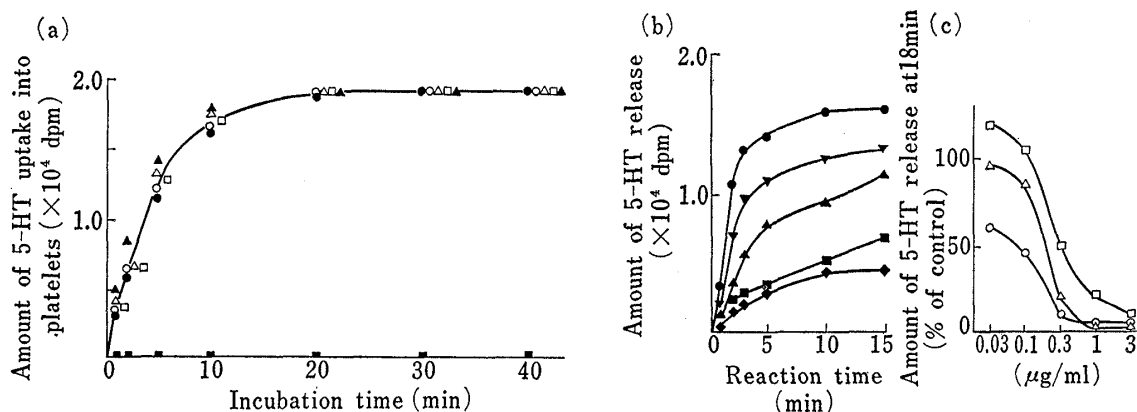 (a)
Amount of 5-HT uptake into
platelets (×10⁴ dpm)
2.0
1.0
0
10
20
30
40
Incubation time (min)
(b)
Amount of 5-HT release
(×10⁴ dpm)
2.0
1.0
0
0
5
10
15
Reaction time
(min)
(c)
Amount of 5-HT release at18min
(% of control)
100
50
0
0.03
0.1
0.3
1
3
(μg/ml)